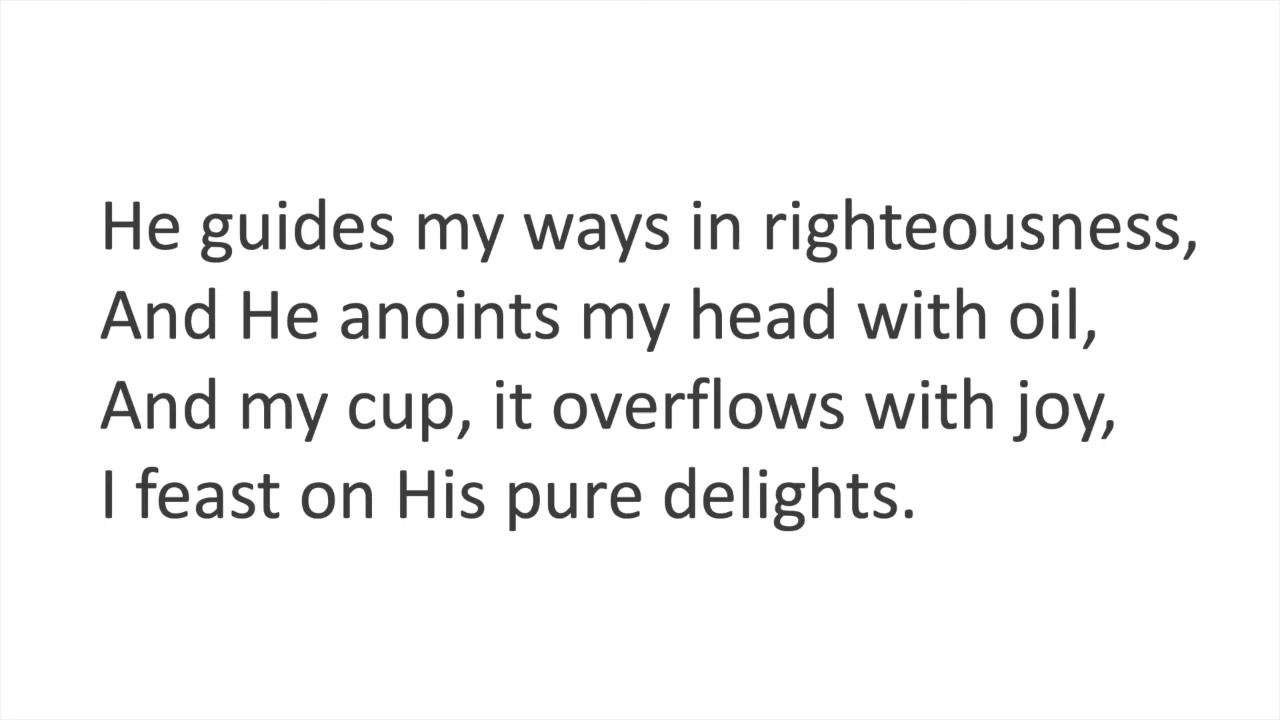 He guides my ways in righteousness,
And He anoints my head with oil,
And my cup, it overflows with joy,
I feast on His pure delights.